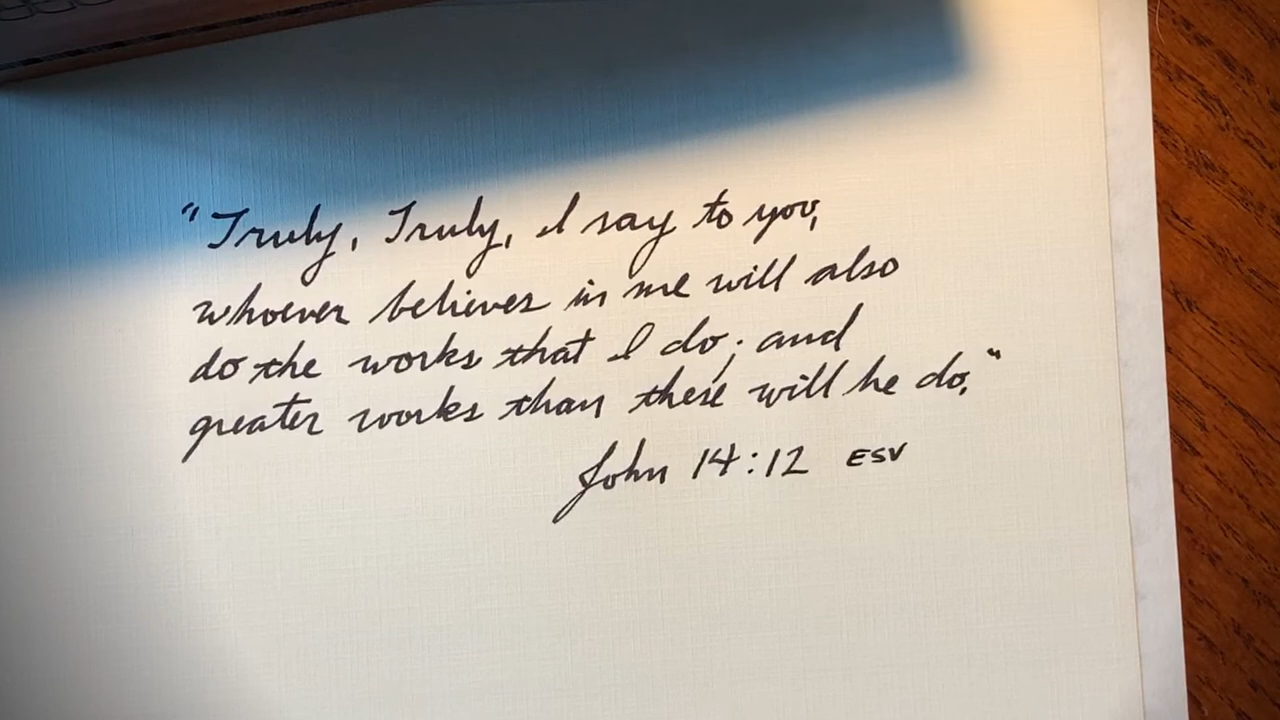 "Truly, Truly, I say to you,
whoever believes in me will also
do the works that I do; and
greater works than these will he do,"
John 14:12 ESV